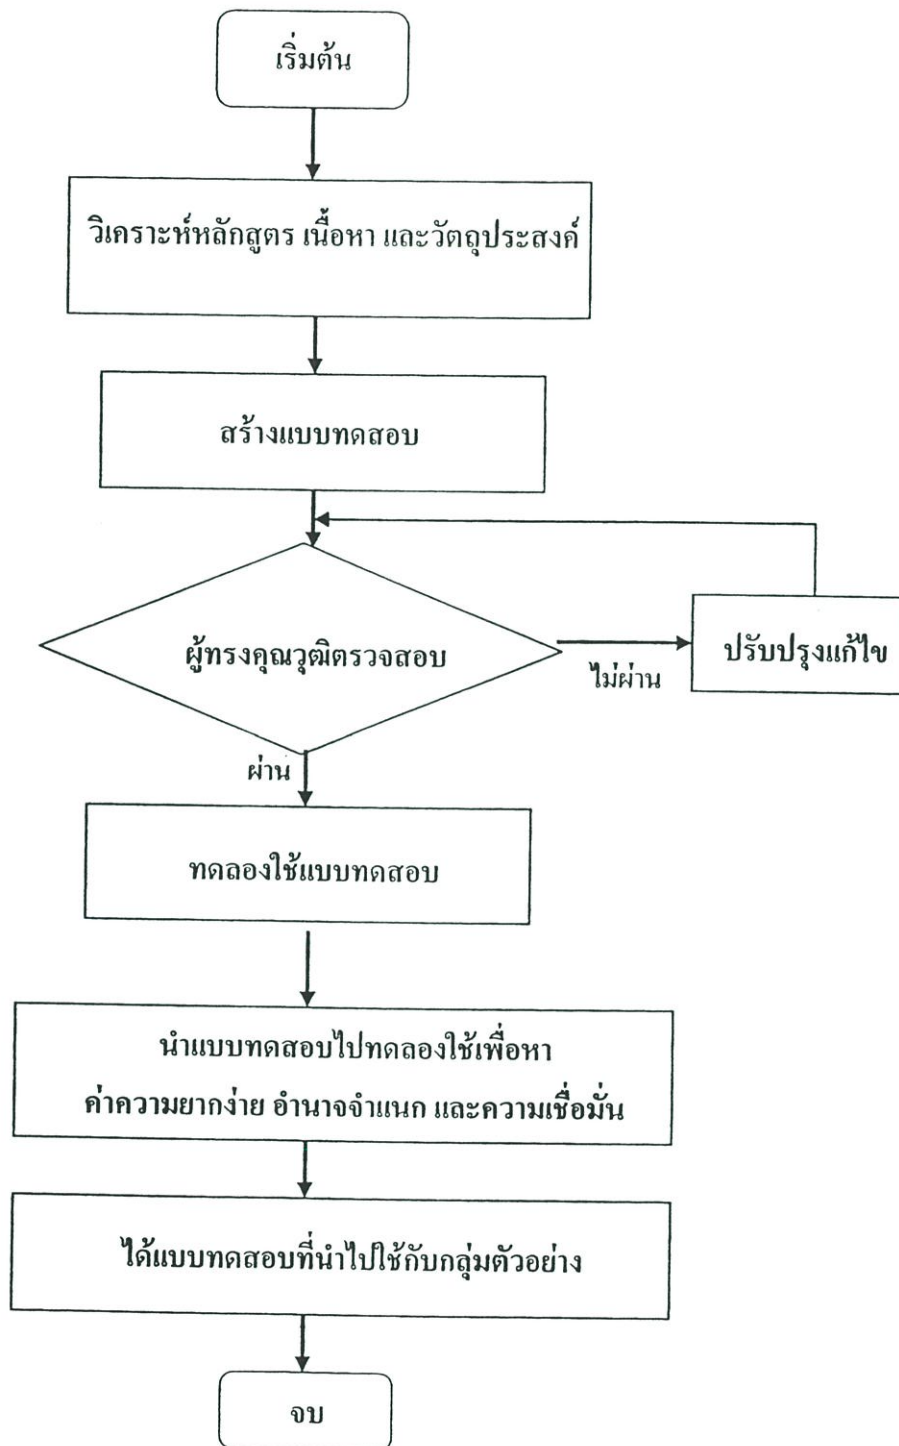 เริ่มต้น
วิเคราะห์หลักสูตร เนื้อหา และวัตถุประสงค์
สร้างแบบทดสอบ
ผู้ทรงคุณวุฒิตรวจสอบ
ไม่ผ่าน
ปรับปรุงแก้ไข
ผ่าน
ทดลองใช้แบบทดสอบ
นำแบบทดสอบไปทดลองใช้เพื่อหา
ค่าความยากง่าย อำนาจจำแนก และความเชื่อมั่น
ได้แบบทดสอบที่นำไปใช้กับกลุ่มตัวอย่าง
จบ